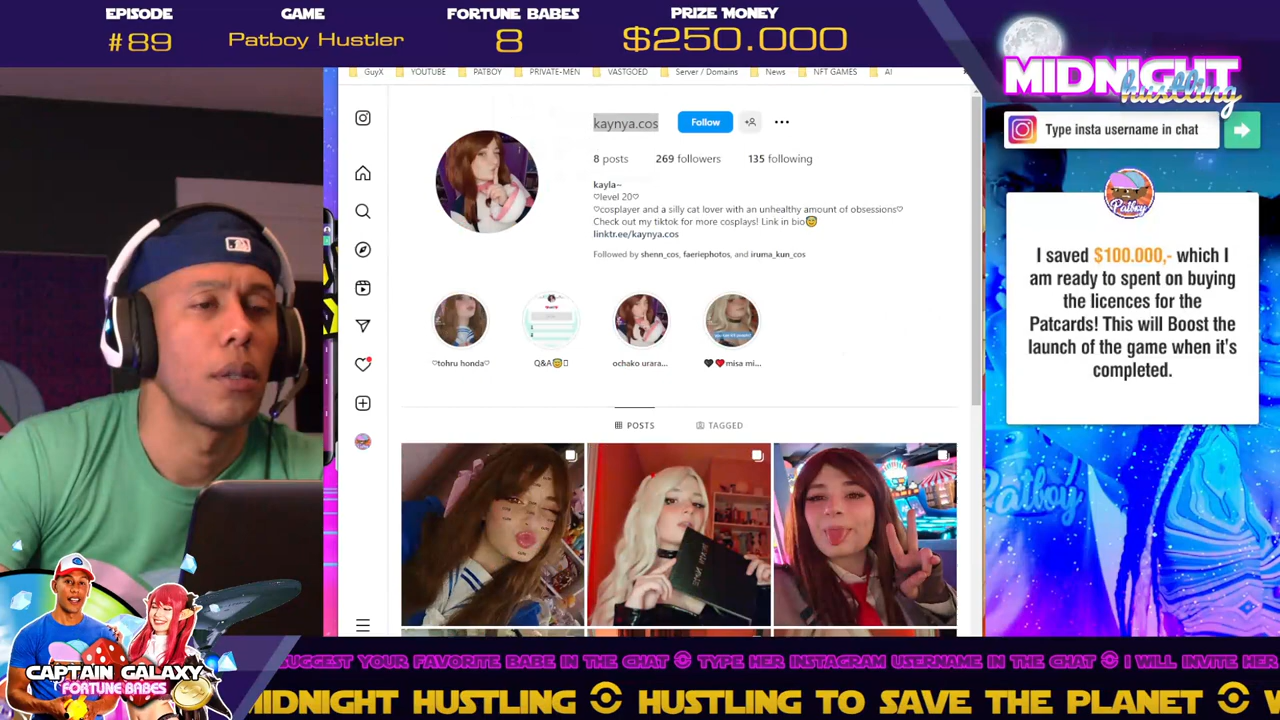 EPISODE
#89
GAME
Patboy Hustler
FORTUNE BABES
8
PRIZE MONEY
$250.000
MIDNIGHT
hustling
GuyX
YOUTUBE
PATBOY
PRIVATE-MEN
VASTGOED
Server / Domains
News
NFT GAMES
AI
Type insta username in chat
kaynya.cos
Follow
8 posts
269 followers
135 following
kayla~
♡level 20♡
♡cosplayer and a silly cat lover with an unhealthy amount of obsessions♡
Check out my tiktok for more cosplays! Link in bio😇
linktr.ee/kaynya.cos
Followed by shenn_cos, faeriephotos, and iruma_kun_cos
♡tohru honda♡
Q&A😇
ochako urara...
🖤❤️misa mi...
POSTS
TAGGED
Patboy
I saved $100.000,- which I
am ready to spent on buying
the licences for the
Patcards! This will Boost the
launch of the game when it's
completed.
Patboy
CAPTAIN GALAXY
FORTUNE BABES
SUGGEST YOUR FAVORITE BABE IN THE CHAT
TYPE HER INSTAGRAM USERNAME IN THE CHAT
I WILL INVITE HER
MIDNIGHT HUSTLING
HUSTLING TO SAVE THE PLANET